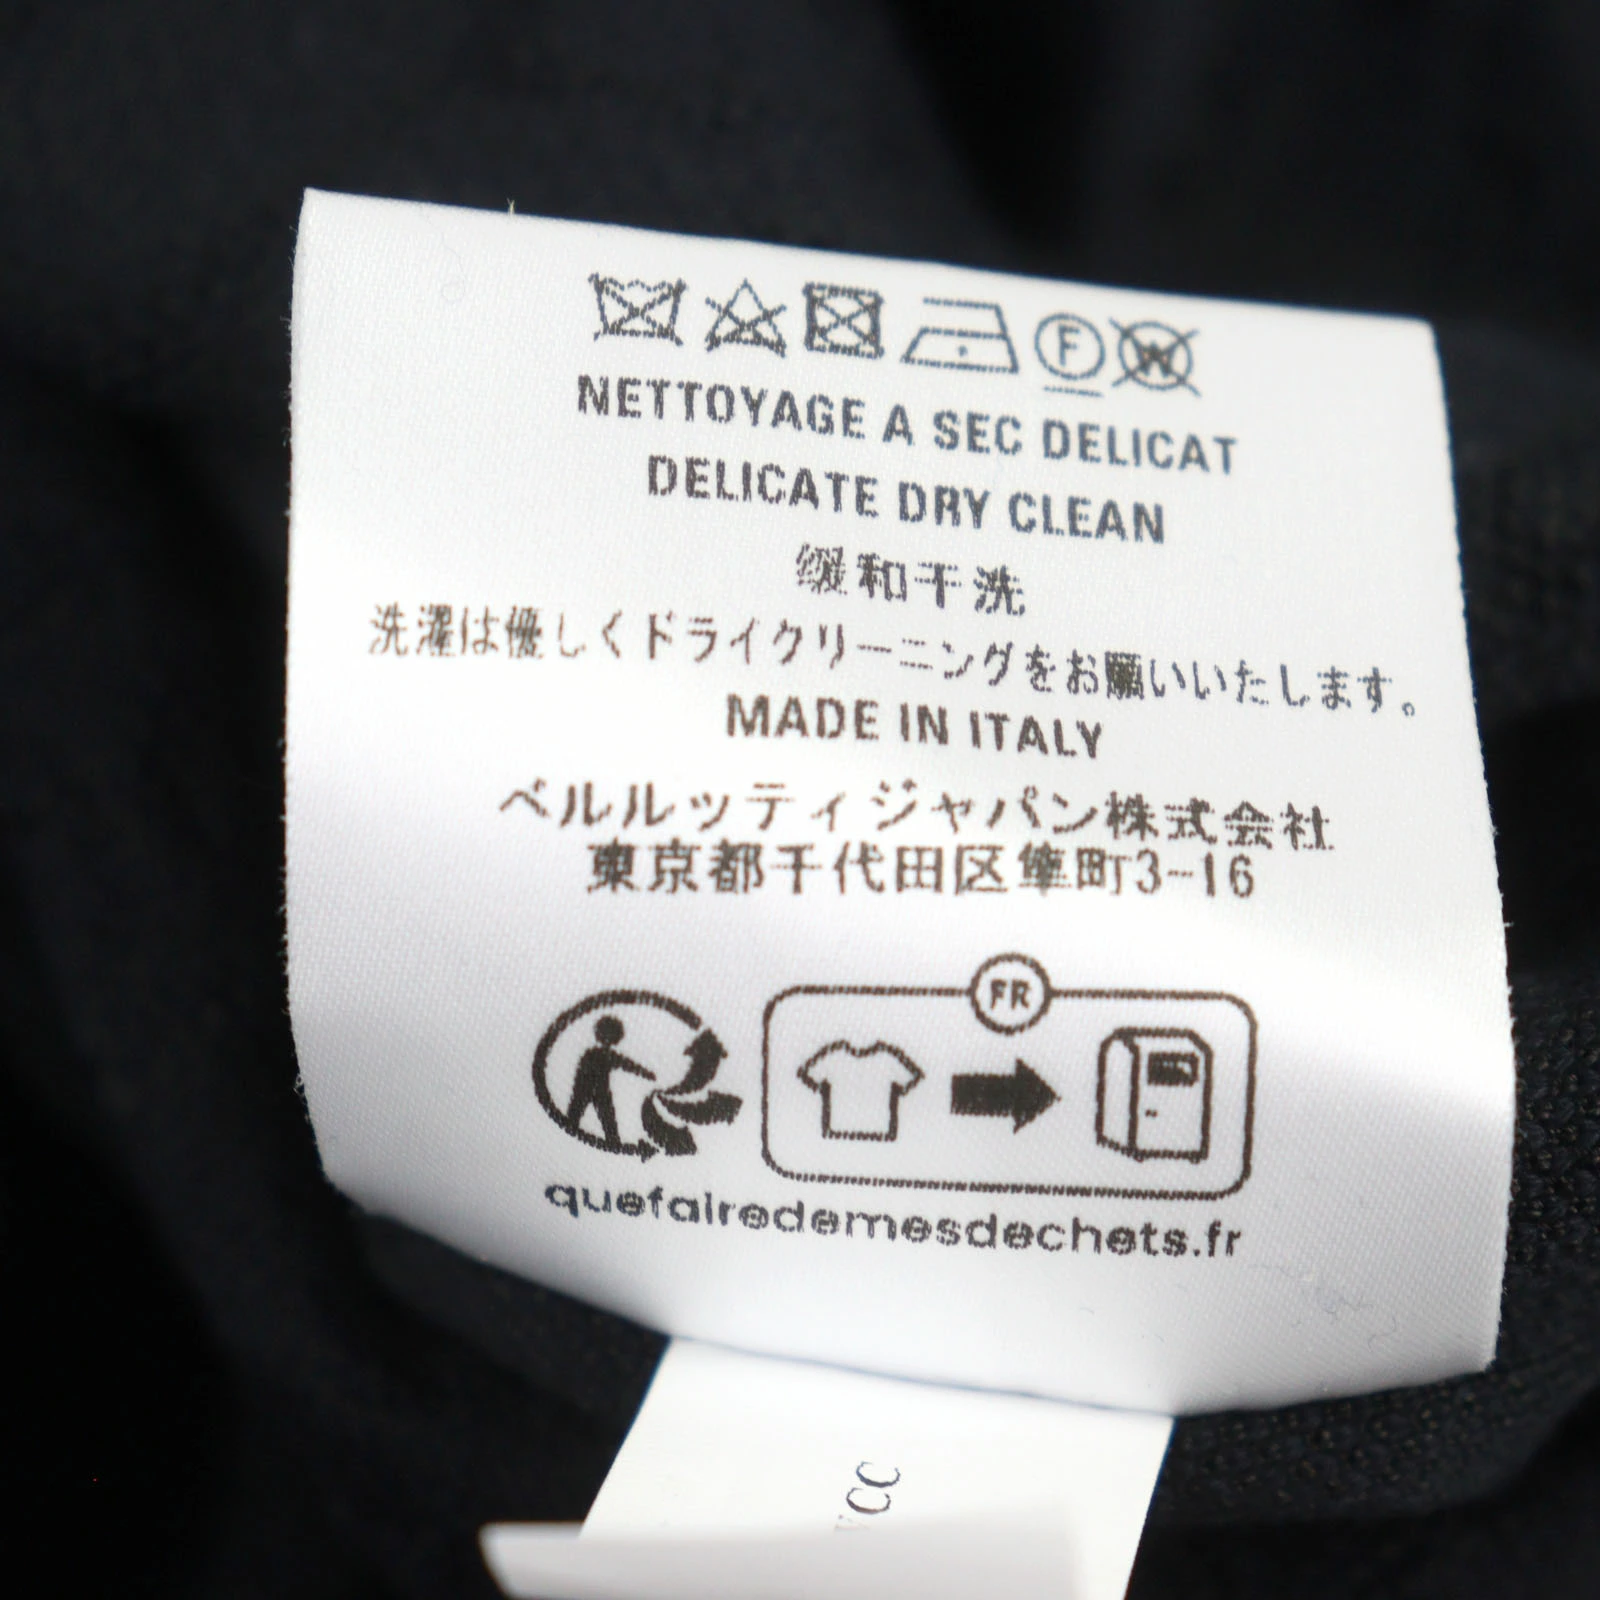 F W
NETTOYAGE A SEC DELICAT
DELICATE DRY CLEAN
缓和干洗
洗濯は優しくドライクリーニングをお願いいたします。
MADE IN ITALY
ベルルッティジャパン株式会社
東京都千代田区隼町3-16
FR
quefairedemesdechets.fr
CC